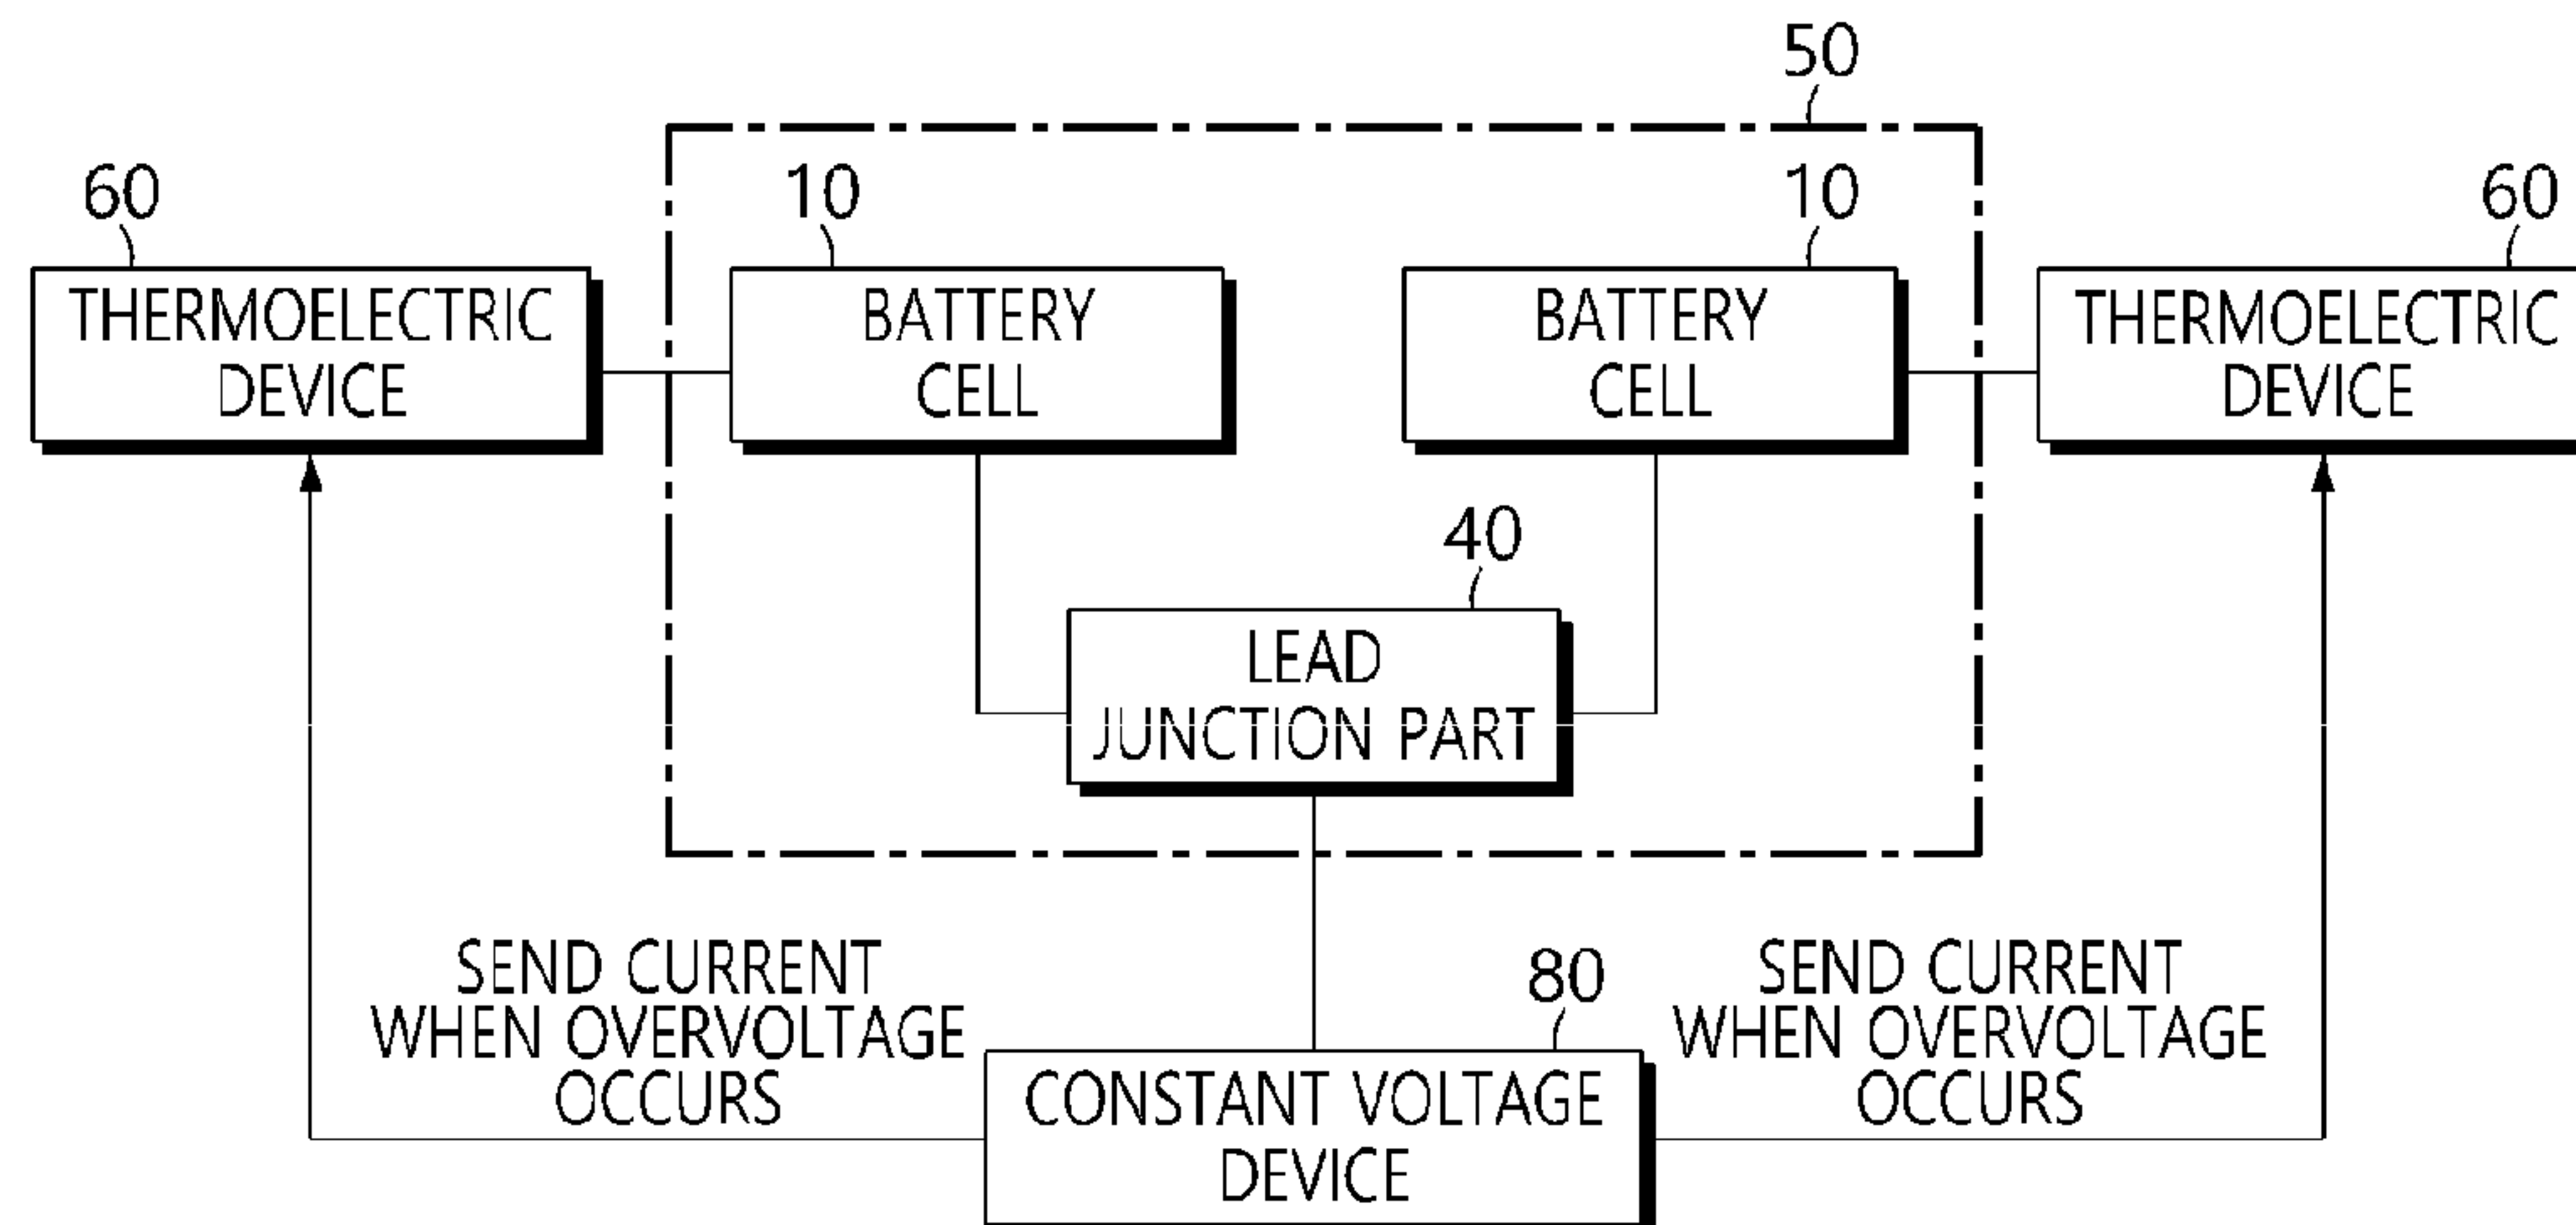 50
60
10
10
60
THERMOELECTRIC
DEVICE
BATTERY
CELL
BATTERY
CELL
THERMOELECTRIC
DEVICE
40
LEAD
JUNCTION PART
SEND CURRENT
WHEN OVERVOLTAGE
OCCURS
80
SEND CURRENT
WHEN OVERVOLTAGE
OCCURS
CONSTANT VOLTAGE
DEVICE